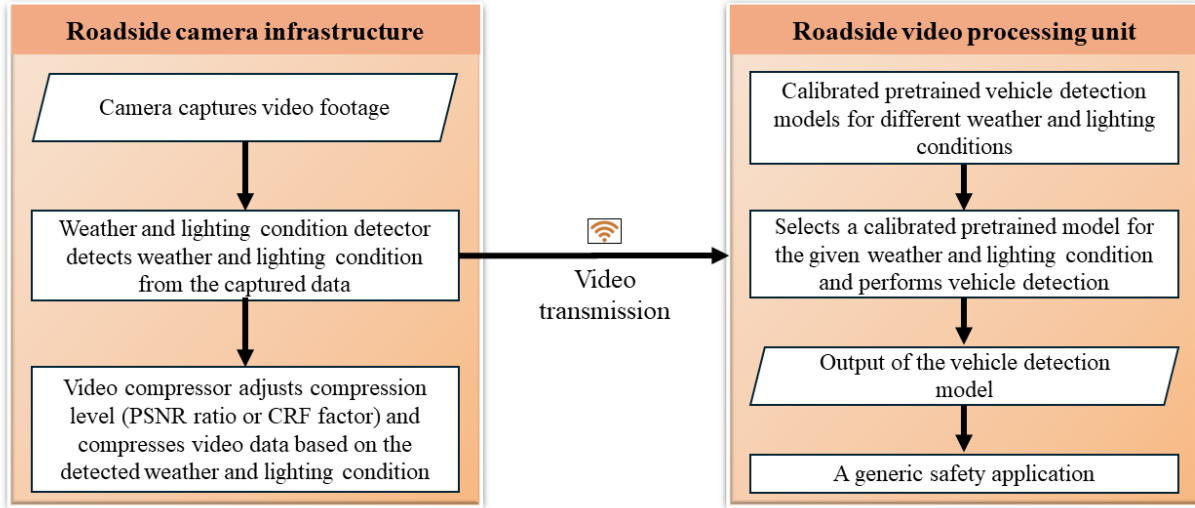 Roadside camera infrastructure
Camera captures video footage
Weather and lighting condition detector
detects weather and lighting condition
from the captured data
Video compressor adjusts compression
level (PSNR ratio or CRF factor) and
compresses video data based on the
detected weather and lighting condition
Video
transmission
Roadside video processing unit
Calibrated pretrained vehicle detection
models for different weather and lighting
conditions
Selects a calibrated pretrained model for
the given weather and lighting condition
and performs vehicle detection
Output of the vehicle detection
model
A generic safety application